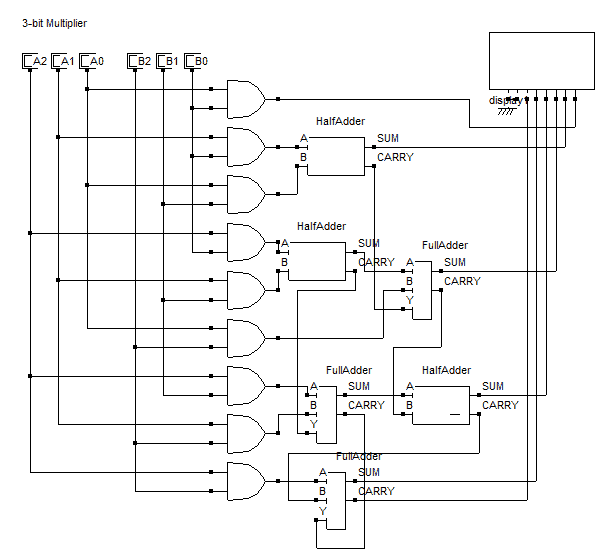 3-bit Multiplier
A2 A1 A0 B2 B1 B0
display
HalfAdder
A SUM
B CARRY
HalfAdder
A SUM
B CARRY
FullAdder
A SUM
B CARRY
Y
FullAdder
A SUM
B CARRY
Y
HalfAdder
A SUM
B CARRY
FullAdder
A SUM
B CARRY
Y